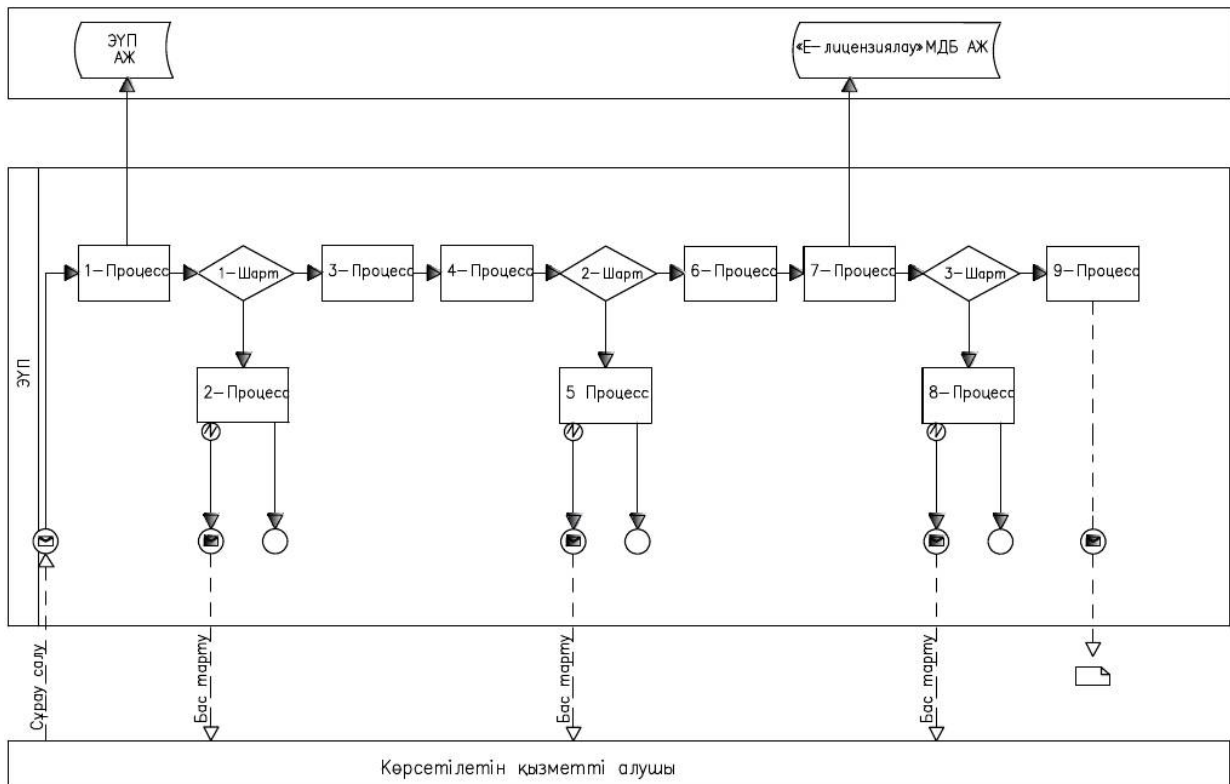 ЭҮП
АЖ
«Е-лицензиялау» МДБ АЖ
1-Процесс
1-Шарт
3-Процесс
4-Процесс
2-Шарт
6-Процесс
7-Процесс
3-Шарт
9-Процесс
2-Процесс
5 Процесс
8-Процесс
ЭҮП
Сұрау салу
Бас тарту
Бас тарту
Бас тарту
Көрсетілетін қызметті алушы